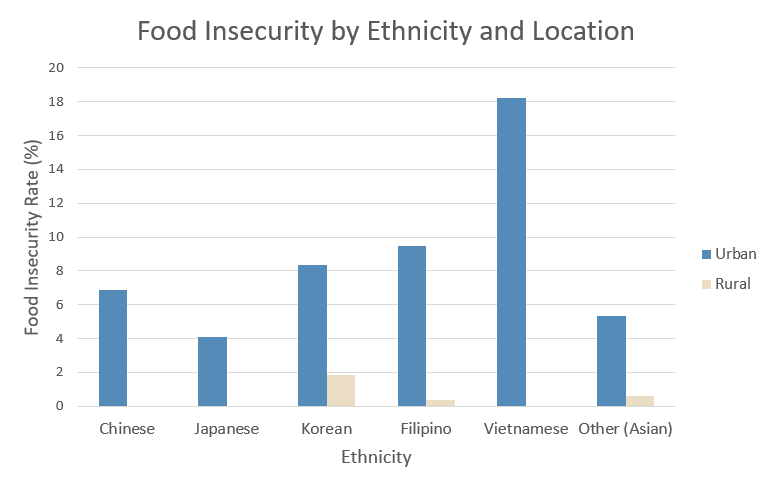 Food Insecurity by Ethnicity and Location
20
18
16
14
12
10
8
6
4
2
0
Food Insecurity Rate (%)
Chinese Japanese Korean Filipino Vietnamese Other (Asian)
Ethnicity
Urban
Rural